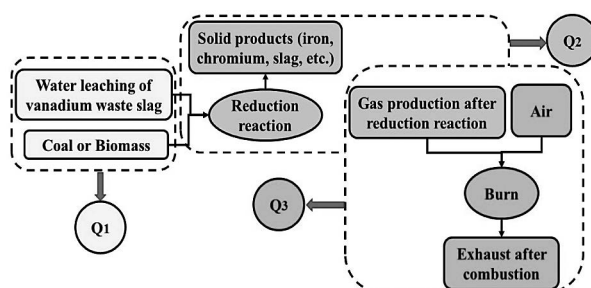 Solid products (iron,
chromium, slag, etc.)
Q2
Water leaching of
vanadium waste slag
Reduction
reaction
Gas production after
reduction reaction
Air
Coal or Biomass
Burn
Q3
Q1
Exhaust after
combustion